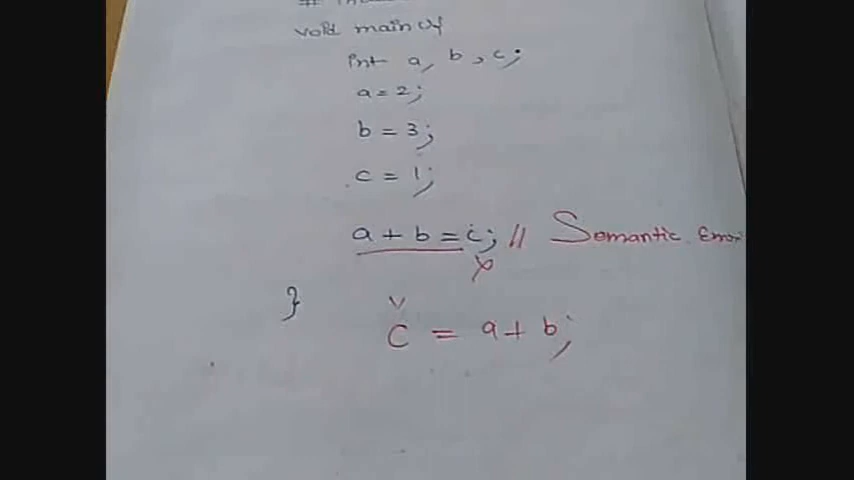 void main()
int a, b, c;
a = 2;
b = 3;
c = 1;
a + b = c; // Semantic Error
}
c = a + b;